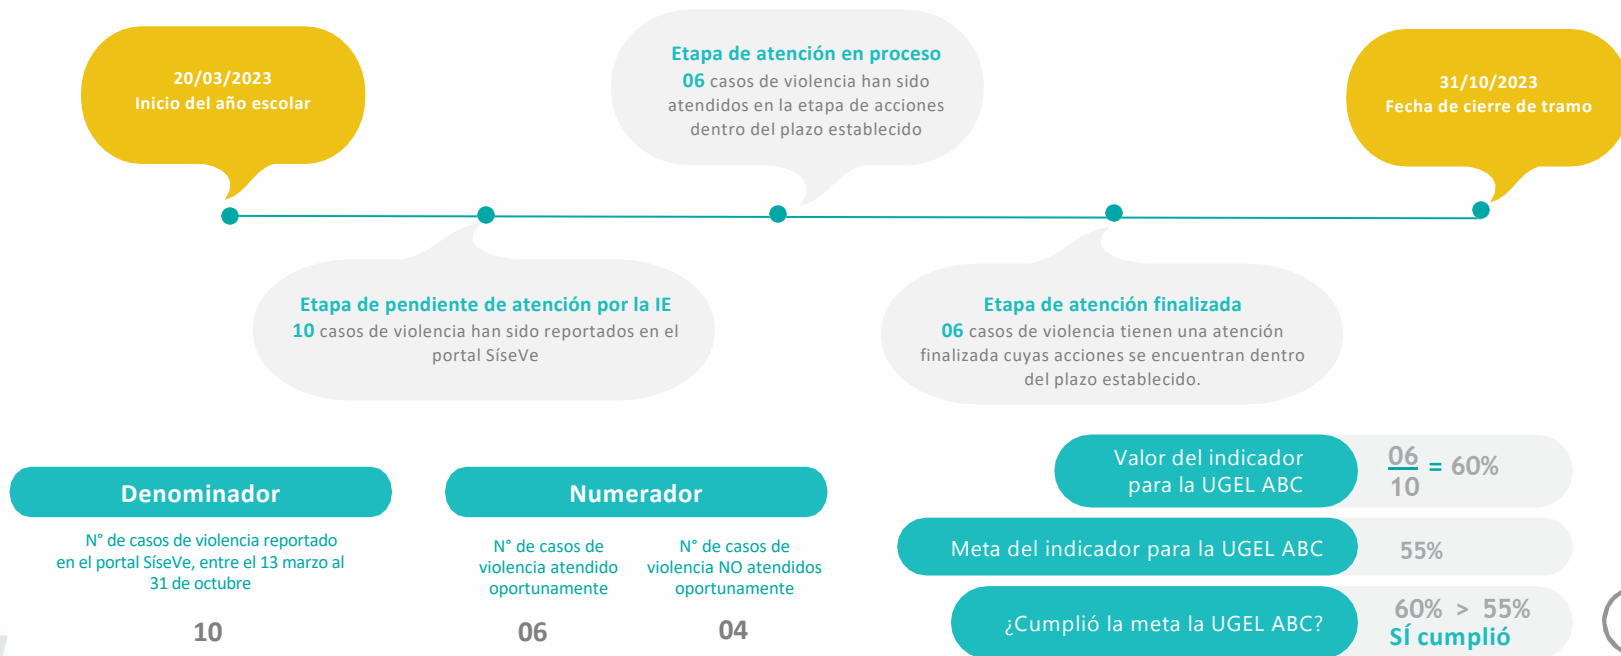 20/03/2023
Inicio del año escolar
Etapa de atención en proceso
06 casos de violencia han sido
atendidos en la etapa de acciones
dentro del plazo establecido
31/10/2023
Fecha de cierre de tramo
Etapa de pendiente de atención por la IE
10 casos de violencia han sido reportados en el
portal SíseVe
Etapa de atención finalizada
06 casos de violencia tienen una atención
finalizada cuyas acciones se encuentran dentro
del plazo establecido.
Denominador
N° de casos de violencia reportado
en el portal SíseVe, entre el 13 marzo al
31 de octubre
10
Numerador
N° de casos de
violencia atendido
oportunamente
06
N° de casos de
violencia NO atendidos
oportunamente
04
Valor del indicador
para la UGEL ABC
06
10
= 60%
Meta del indicador para la UGEL ABC
55%
¿Cumplió la meta la UGEL ABC?
60% > 55%
SÍ cumplió